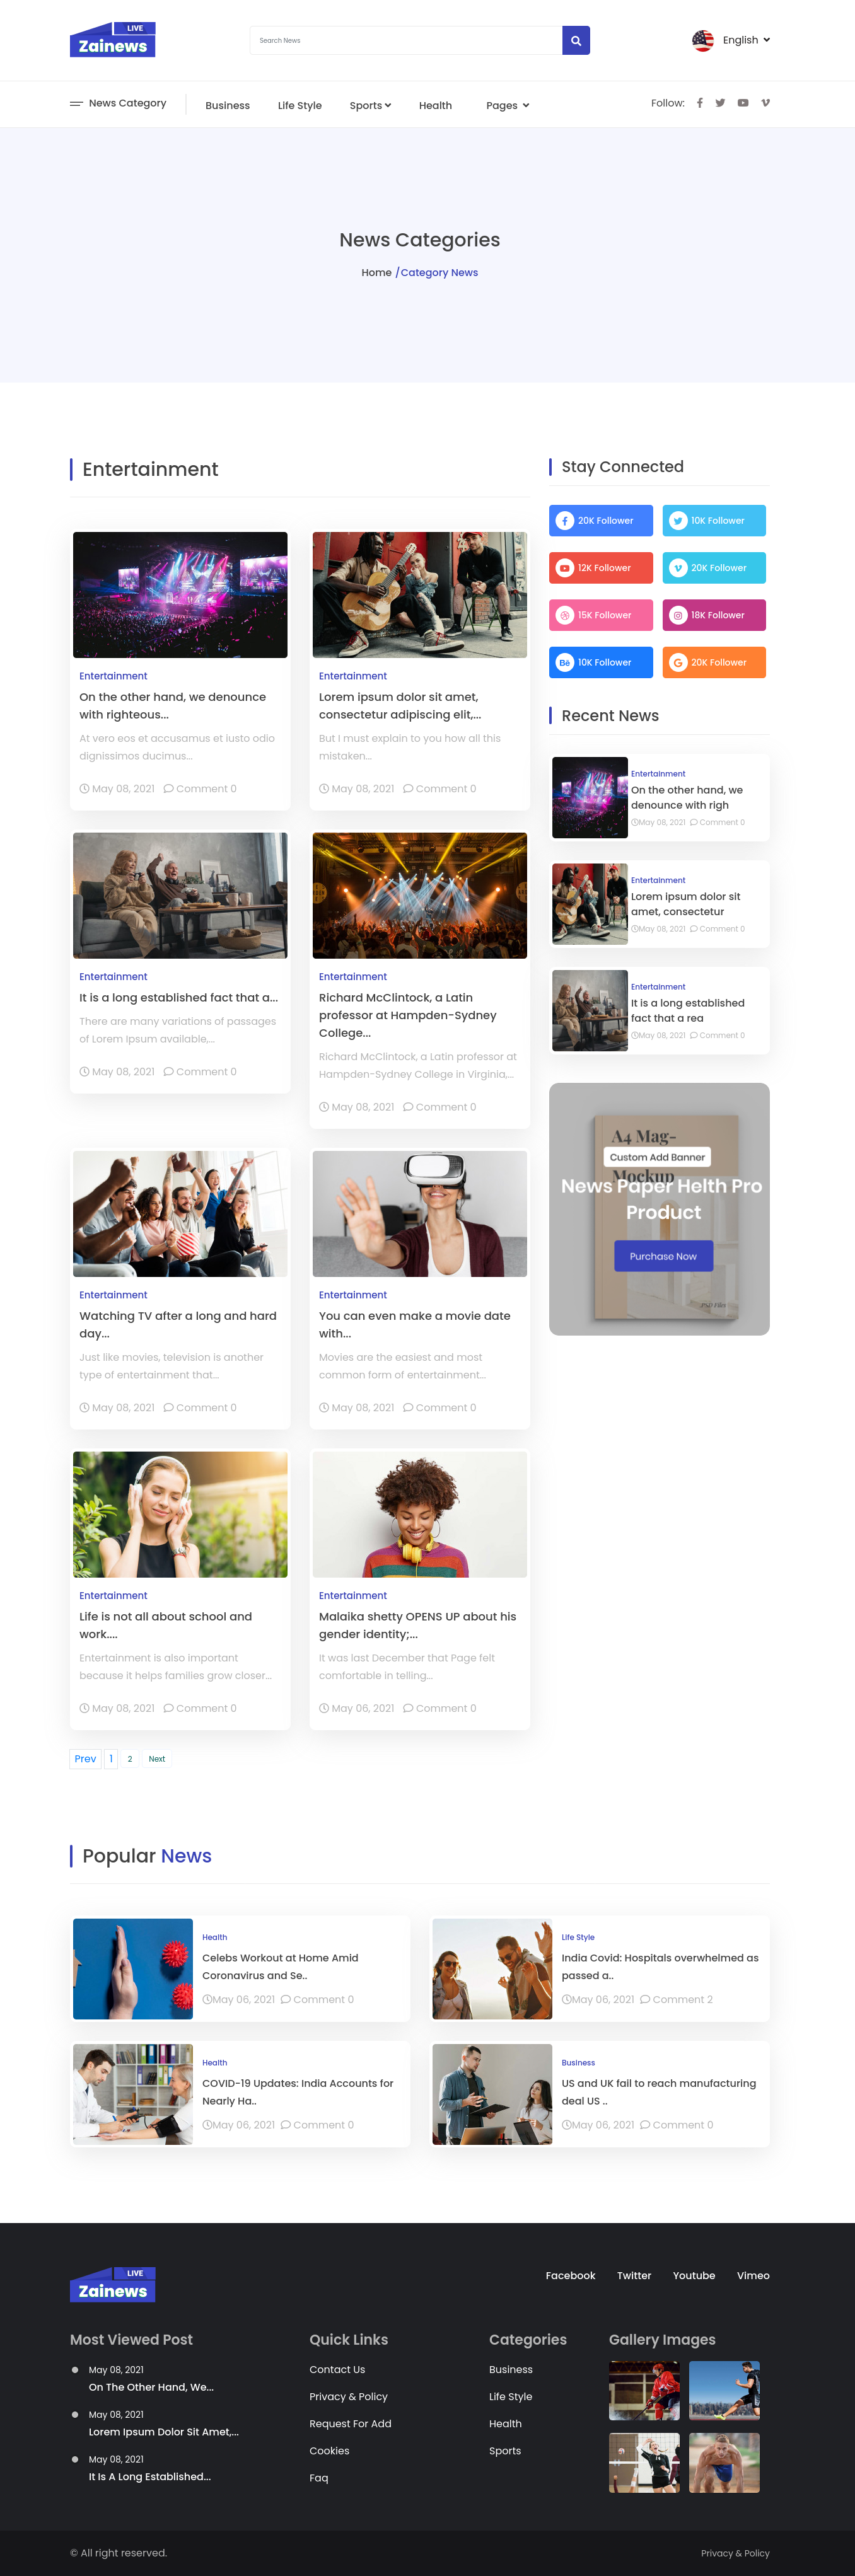 LIVE
Zainews
Search News
English
News Category
Business
Life Style
Sports
Health
Pages
Follow:
News Categories
Home /Category News
Entertainment
Entertainment
On the other hand, we denounce
with righteous...
At vero eos et accusamus et iusto odio
dignissimos ducimus...
May 08, 2021 Comment 0
Entertainment
Lorem ipsum dolor sit amet,
consectetur adipiscing elit,...
But I must explain to you how all this
mistaken...
May 08, 2021 Comment 0
Entertainment
It is a long established fact that a...
There are many variations of passages
of Lorem Ipsum available,...
May 08, 2021 Comment 0
Entertainment
Richard McClintock, a Latin
professor at Hampden-Sydney
College...
Richard McClintock, a Latin professor at
Hampden-Sydney College in Virginia,...
May 08, 2021 Comment 0
Entertainment
Watching TV after a long and hard
day...
Just like movies, television is another
type of entertainment that...
May 08, 2021 Comment 0
Entertainment
You can even make a movie date
with...
Movies are the easiest and most
common form of entertainment...
May 08, 2021 Comment 0
Entertainment
Life is not all about school and
work....
Entertainment is also important
because it helps families grow closer...
May 08, 2021 Comment 0
Entertainment
Malaika shetty OPENS UP about his
gender identity;...
It was last December that Page felt
comfortable in telling...
May 06, 2021 Comment 0
Prev 1 2 Next
Stay Connected
20K Follower
10K Follower
12K Follower
20K Follower
15K Follower
18K Follower
Bē 10K Follower
20K Follower
Recent News
Entertainment
On the other hand, we
denounce with righ
May 08, 2021 Comment 0
Entertainment
Lorem ipsum dolor sit
amet, consectetur
May 08, 2021 Comment 0
Entertainment
It is a long established
fact that a rea
May 08, 2021 Comment 0
A4 Mag-
Custom Add Banner
Mockup
News Paper Helth Pro
Product
Purchase Now
PSD Files
Popular News
Health
Celebs Workout at Home Amid
Coronavirus and Se..
May 06, 2021 Comment 0
Life Style
India Covid: Hospitals overwhelmed as
passed a..
May 06, 2021 Comment 2
Health
COVID-19 Updates: India Accounts for
Nearly Ha..
May 06, 2021 Comment 0
Business
US and UK fail to reach manufacturing
deal US ..
May 06, 2021 Comment 0
LIVE
Zainews
Facebook
Twitter
Youtube
Vimeo
Most Viewed Post
May 08, 2021
On The Other Hand, We...
May 08, 2021
Lorem Ipsum Dolor Sit Amet,...
May 08, 2021
It Is A Long Established...
Quick Links
Contact Us
Privacy & Policy
Request For Add
Cookies
Faq
Categories
Business
Life Style
Health
Sports
Gallery Images
© All right reserved.
Privacy & Policy